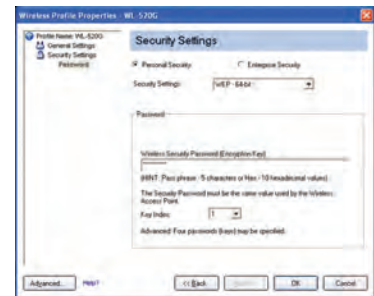 Wireless Profile Properties - WL-520G
Profile Name: WL-520G
General Settings
Security Settings
Password
Security Settings
Personal Security
Enterprise Security
Security Settings:
WEP - 64-bit
Password
Wireless Security Password (Encryption Key)
(HINT: Pass phrase - 5 characters or Hex - 10 hexadecimal values)
The Security Password must be the same value used by the Wireless
Access Point.
Key Index:
1
Advanced: Four passwords (keys) may be specified.
Advanced...
Help?
<< Back
OK
Cancel